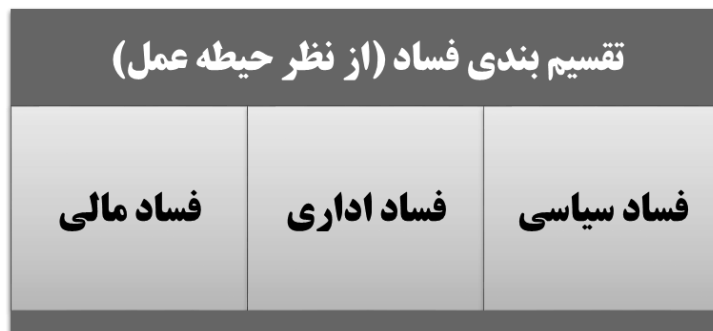 تقسیم بندی فساد (از نظر حیطه عمل)
فساد سیاسی
فساد اداری
فساد مالی